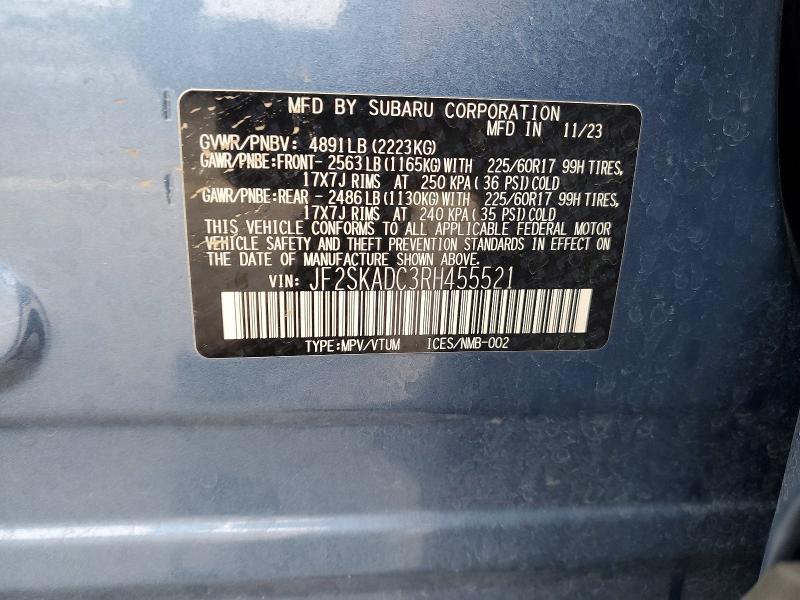 MFD BY SUBARU CORPORATION
MFD IN 11/23
GVWR/PNBV: 4891LB (2223KG)
GAWR/PNBE:FRONT- 2563LB (1165KG)WITH 225/60R17 99H TIRES,
17X7J RIMS AT 250 KPA( 36 PSI)COLD
GAWR/PNBE:REAR - 2486LB (1130KG)WITH 225/60R17 99H TIRES,
17X7J RIMS AT 240 KPA( 35 PSI)COLD
THIS VEHICLE CONFORMS TO ALL APPLICABLE FEDERAL MOTOR
VEHICLE SAFETY AND THEFT PREVENTION STANDARDS IN EFFECT ON
THE DATE OF MANUFACTURE SHOWN ABOVE.
VIN: JF2SKADC3RH455521
TYPE:MPV/VTUM ICES/NMB-002